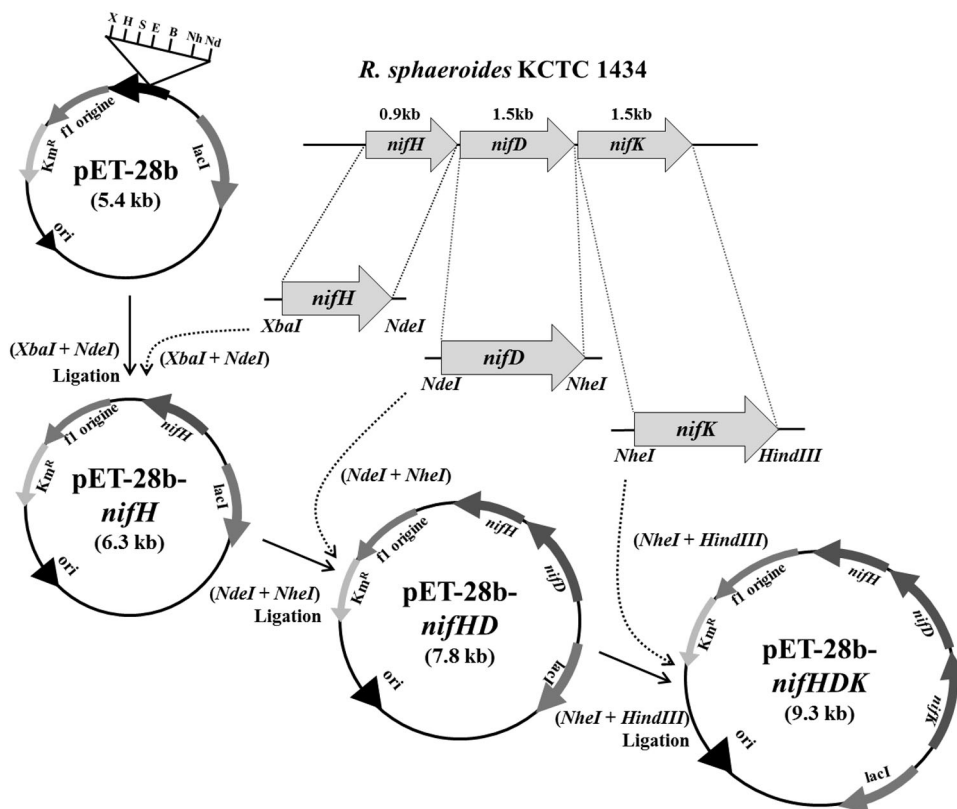 X H S E B Nh Nd
f1 origine
Km^R
lacI
pET-28b
(5.4 kb)
ori
R. sphaeroides KCTC 1434
0.9kb
1.5kb
1.5kb
nifH
nifD
nifK
nifH
XbaI
NdeI
nifD
NdeI
NheI
nifK
NheI
HindIII
(XbaI + NdeI)
Ligation
(XbaI + NdeI)
f1 origine
nifH
Km^R
lacI
pET-28b-
nifH
(6.3 kb)
ori
(NdeI + NheI)
(NdeI + NheI)
Ligation
f1 origine
nifH
nifD
Km^R
lacI
pET-28b-
nifHD
(7.8 kb)
ori
(NheI + HindIII)
(NheI + HindIII)
Ligation
f1 origine
nifH
nifD
nifK
Km^R
lacI
pET-28b-
nifHDK
(9.3 kb)
ori